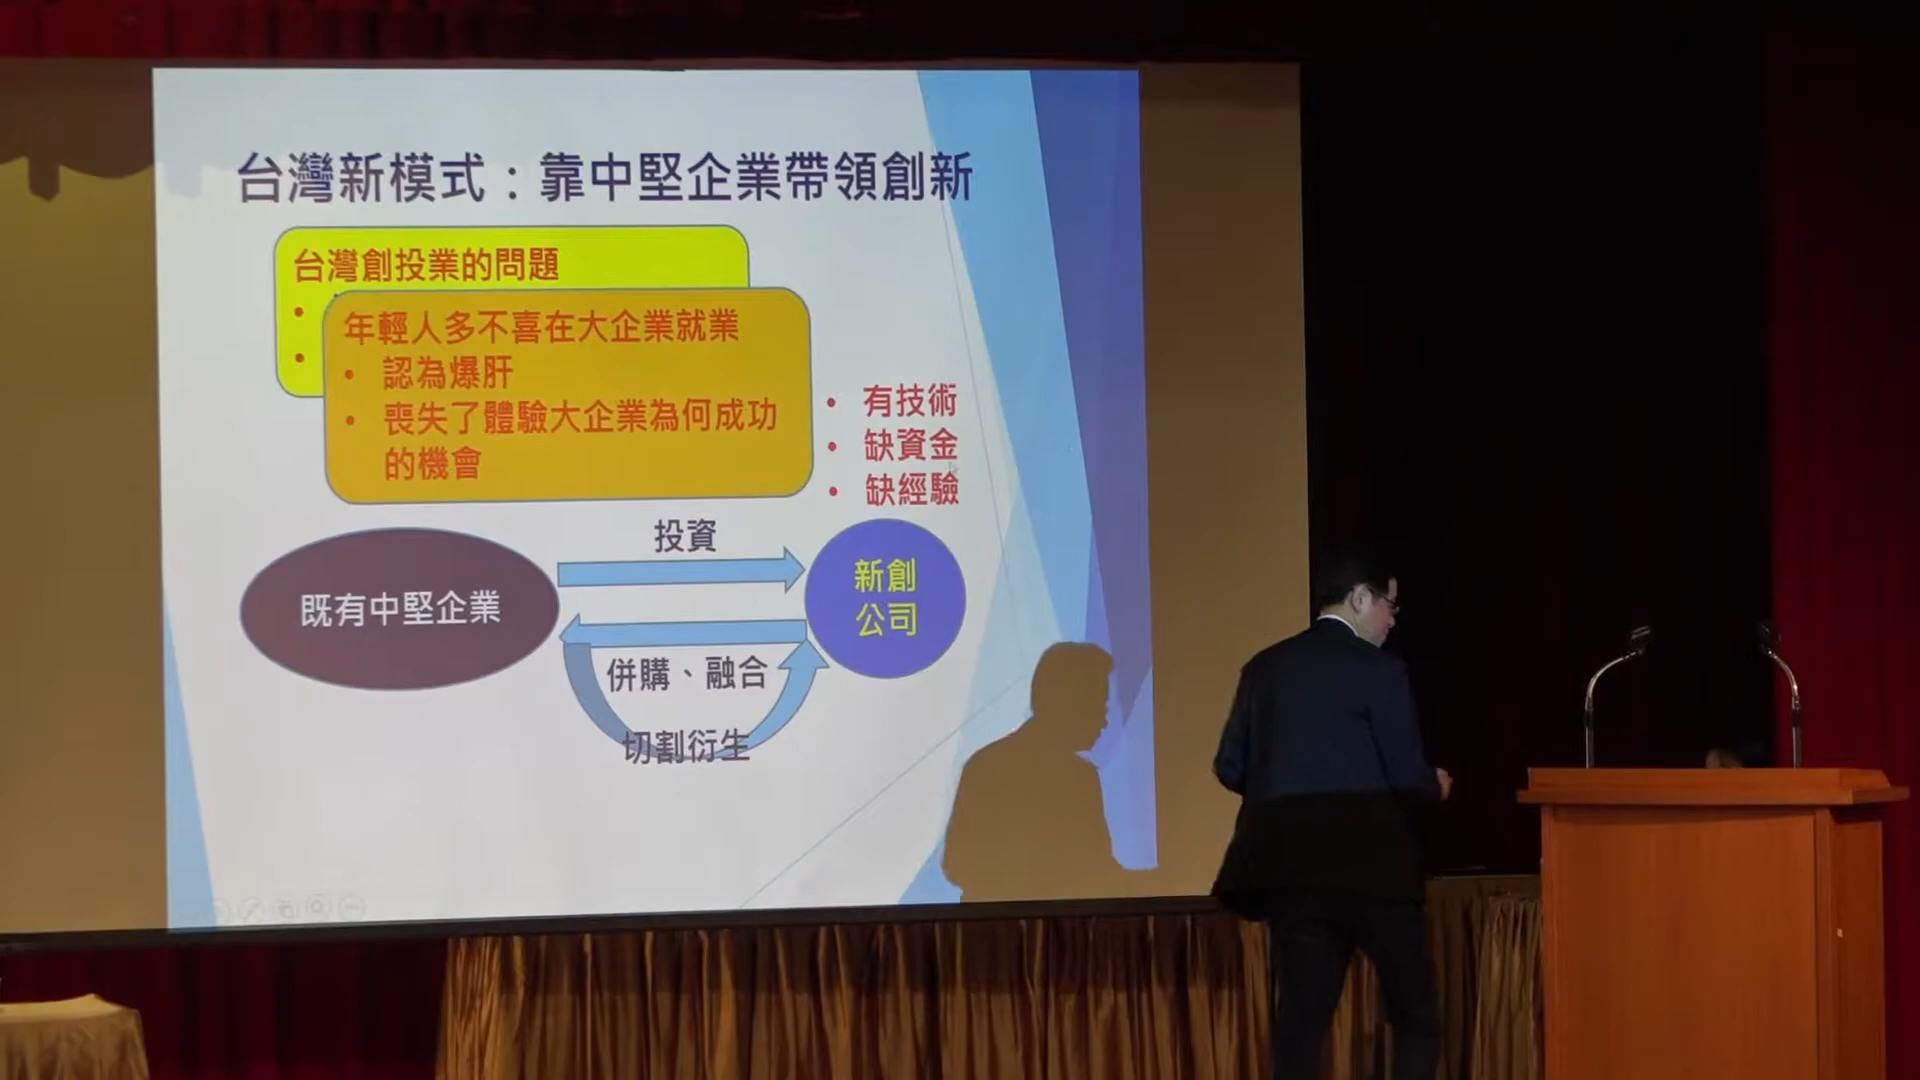 台灣新模式：靠中堅企業帶領創新
台灣創投業的問題
年輕人多不喜在大企業就業
• 認為爆肝
• 喪失了體驗大企業為何成功
的機會
• 有技術
• 缺資金
• 缺經驗
投資
既有中堅企業
新創
公司
併購、融合
切割衍生